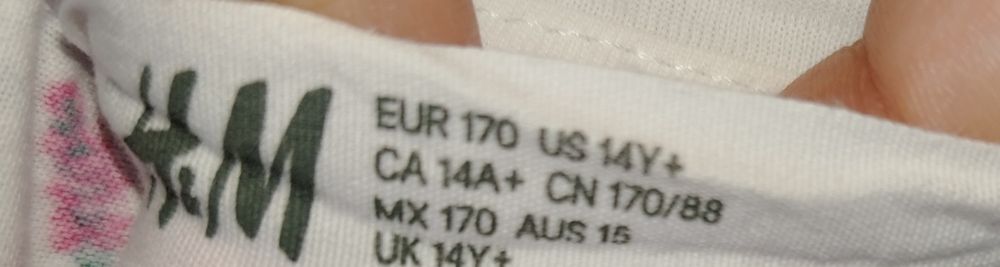 H&M
EUR 170 US 14Y+
CA 14A+ CN 170/88
MX 170 AUS 15
UK 14Y+